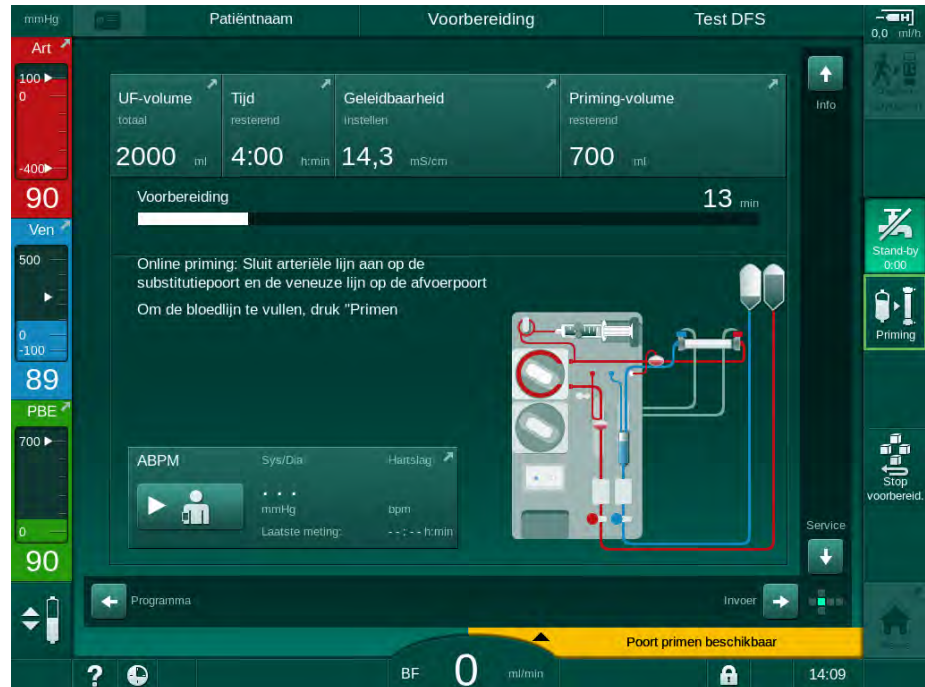 mmHg
Patiëntnaam
Voorbereiding
Test DFS
0,0 ml/h
Art
100
0
-400
90
Ven
500
0
-100
89
PBE
700
0
90
UF-volume
totaal
2000 ml
Tijd
resterend
4:00 h:min
Geleidbaarheid
instellen
14,3 mS/cm
Priming-volume
resterend
700 ml
Info
Voorbereiding
13 min
Online priming: Sluit arteriële lijn aan op de
substitutiepoort en de veneuze lijn op de afvoerpoort
Om de bloedlijn te vullen, druk "Primen
ABPM
Sys/Dia
Hartslag
. . .
mmHg
bpm
Laatste meting:
--:-- h:min
Stand-by
0:00
Priming
Stop
voorbereid.
Service
Programma
Invoer
Poort primen beschikbaar
?
BF 0 ml/min
14:09